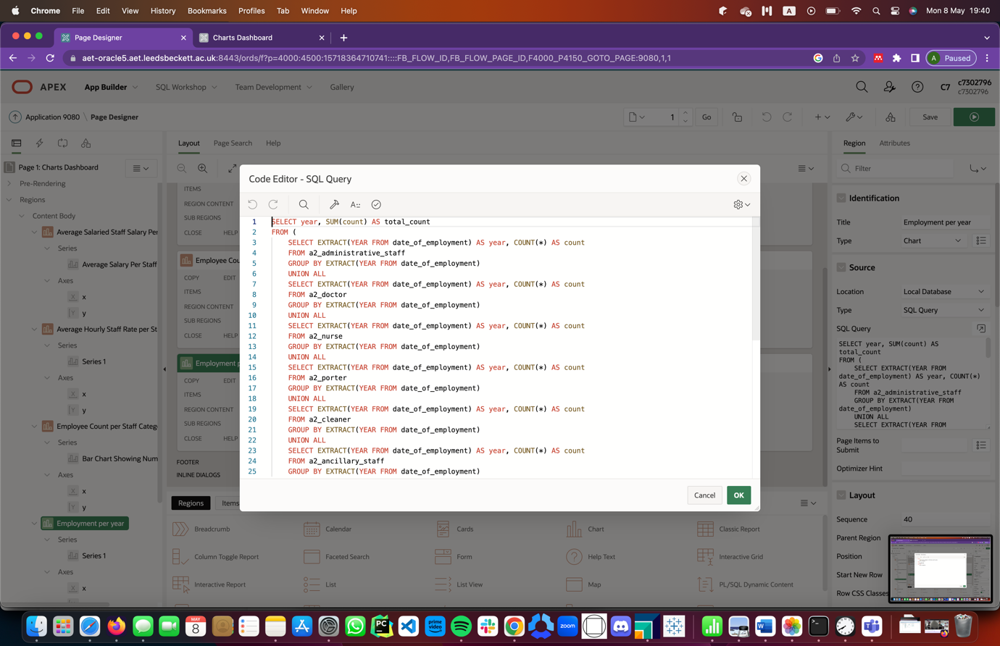 Chrome File Edit View History Bookmarks Profiles Tab Window Help A Mon 8 May 19:40
Page Designer Charts Dashboard
aet-oracle5.aet.leedsbeckett.ac.uk:8443/ords/f?p=4000:4500:15718364710741::::FB_FLOW_ID,FB_FLOW_PAGE_ID,F4000_P4150_GOTO_PAGE:9080,1,1 A Paused
APEX App Builder SQL Workshop Team Development Gallery C7 c7302796
c7302796
Application 9080 \ Page Designer 1 Go Save
Layout Page Search Help Region Attributes
Page 1: Charts Dashboard
Filter
Pre-Rendering
Regions
Content Body
Average Salaried Staff Salary Per
Series
Average Salary Per Staff
Axes
x
y
Average Hourly Staff Rate per St
Series
Series 1
Axes
x
y
Employee Count per Staff Categ
Series
Bar Chart Showing Num
Axes
x
y
Employment per year
Series
Series 1
Axes
x
ITEMS
REGION CONTENT
SUB REGIONS
CLOSE HELP
Employee Cou
COPY EDIT
ITEMS
REGION CONTENT
SUB REGIONS
CLOSE HELP
Employment p
COPY EDIT
ITEMS
REGION CONTENT
SUB REGIONS
CLOSE HELP
FOOTER
INLINE DIALOGS
Code Editor - SQL Query
1 SELECT year, SUM(count) AS total_count
2 FROM (
3 SELECT EXTRACT(YEAR FROM date_of_employment) AS year, COUNT(*) AS count
4 FROM a2_administrative_staff
5 GROUP BY EXTRACT(YEAR FROM date_of_employment)
6 UNION ALL
7 SELECT EXTRACT(YEAR FROM date_of_employment) AS year, COUNT(*) AS count
8 FROM a2_doctor
9 GROUP BY EXTRACT(YEAR FROM date_of_employment)
10 UNION ALL
11 SELECT EXTRACT(YEAR FROM date_of_employment) AS year, COUNT(*) AS count
12 FROM a2_nurse
13 GROUP BY EXTRACT(YEAR FROM date_of_employment)
14 UNION ALL
15 SELECT EXTRACT(YEAR FROM date_of_employment) AS year, COUNT(*) AS count
16 FROM a2_porter
17 GROUP BY EXTRACT(YEAR FROM date_of_employment)
18 UNION ALL
19 SELECT EXTRACT(YEAR FROM date_of_employment) AS year, COUNT(*) AS count
20 FROM a2_cleaner
21 GROUP BY EXTRACT(YEAR FROM date_of_employment)
22 UNION ALL
23 SELECT EXTRACT(YEAR FROM date_of_employment) AS year, COUNT(*) AS count
24 FROM a2_ancillary_staff
25 GROUP BY EXTRACT(YEAR FROM date_of_employment)
Cancel OK
Identification
Title Employment per year
Type Chart
Source
Location Local Database
Type SQL Query
SQL Query
SELECT year, SUM(count) AS
total_count
FROM (
SELECT EXTRACT(YEAR FROM
date_of_employment) AS year, COUNT(*)
AS count
FROM a2_administrative_staff
GROUP BY EXTRACT(YEAR FROM
date_of_employment)
UNION ALL
SELECT EXTRACT(YEAR FROM
Page Items to
Submit
Optimizer Hint
Layout
Sequence 40
Parent Region
Position
Start New Row
Row CSS Classes
Regions Items
Breadcrumb Calendar Cards Chart Classic Report
Column Toggle Report Faceted Search Form Help Text Interactive Grid
Interactive Report List List View Map PL/SQL Dynamic Content
MAY
8
PC
prime
video
zoom